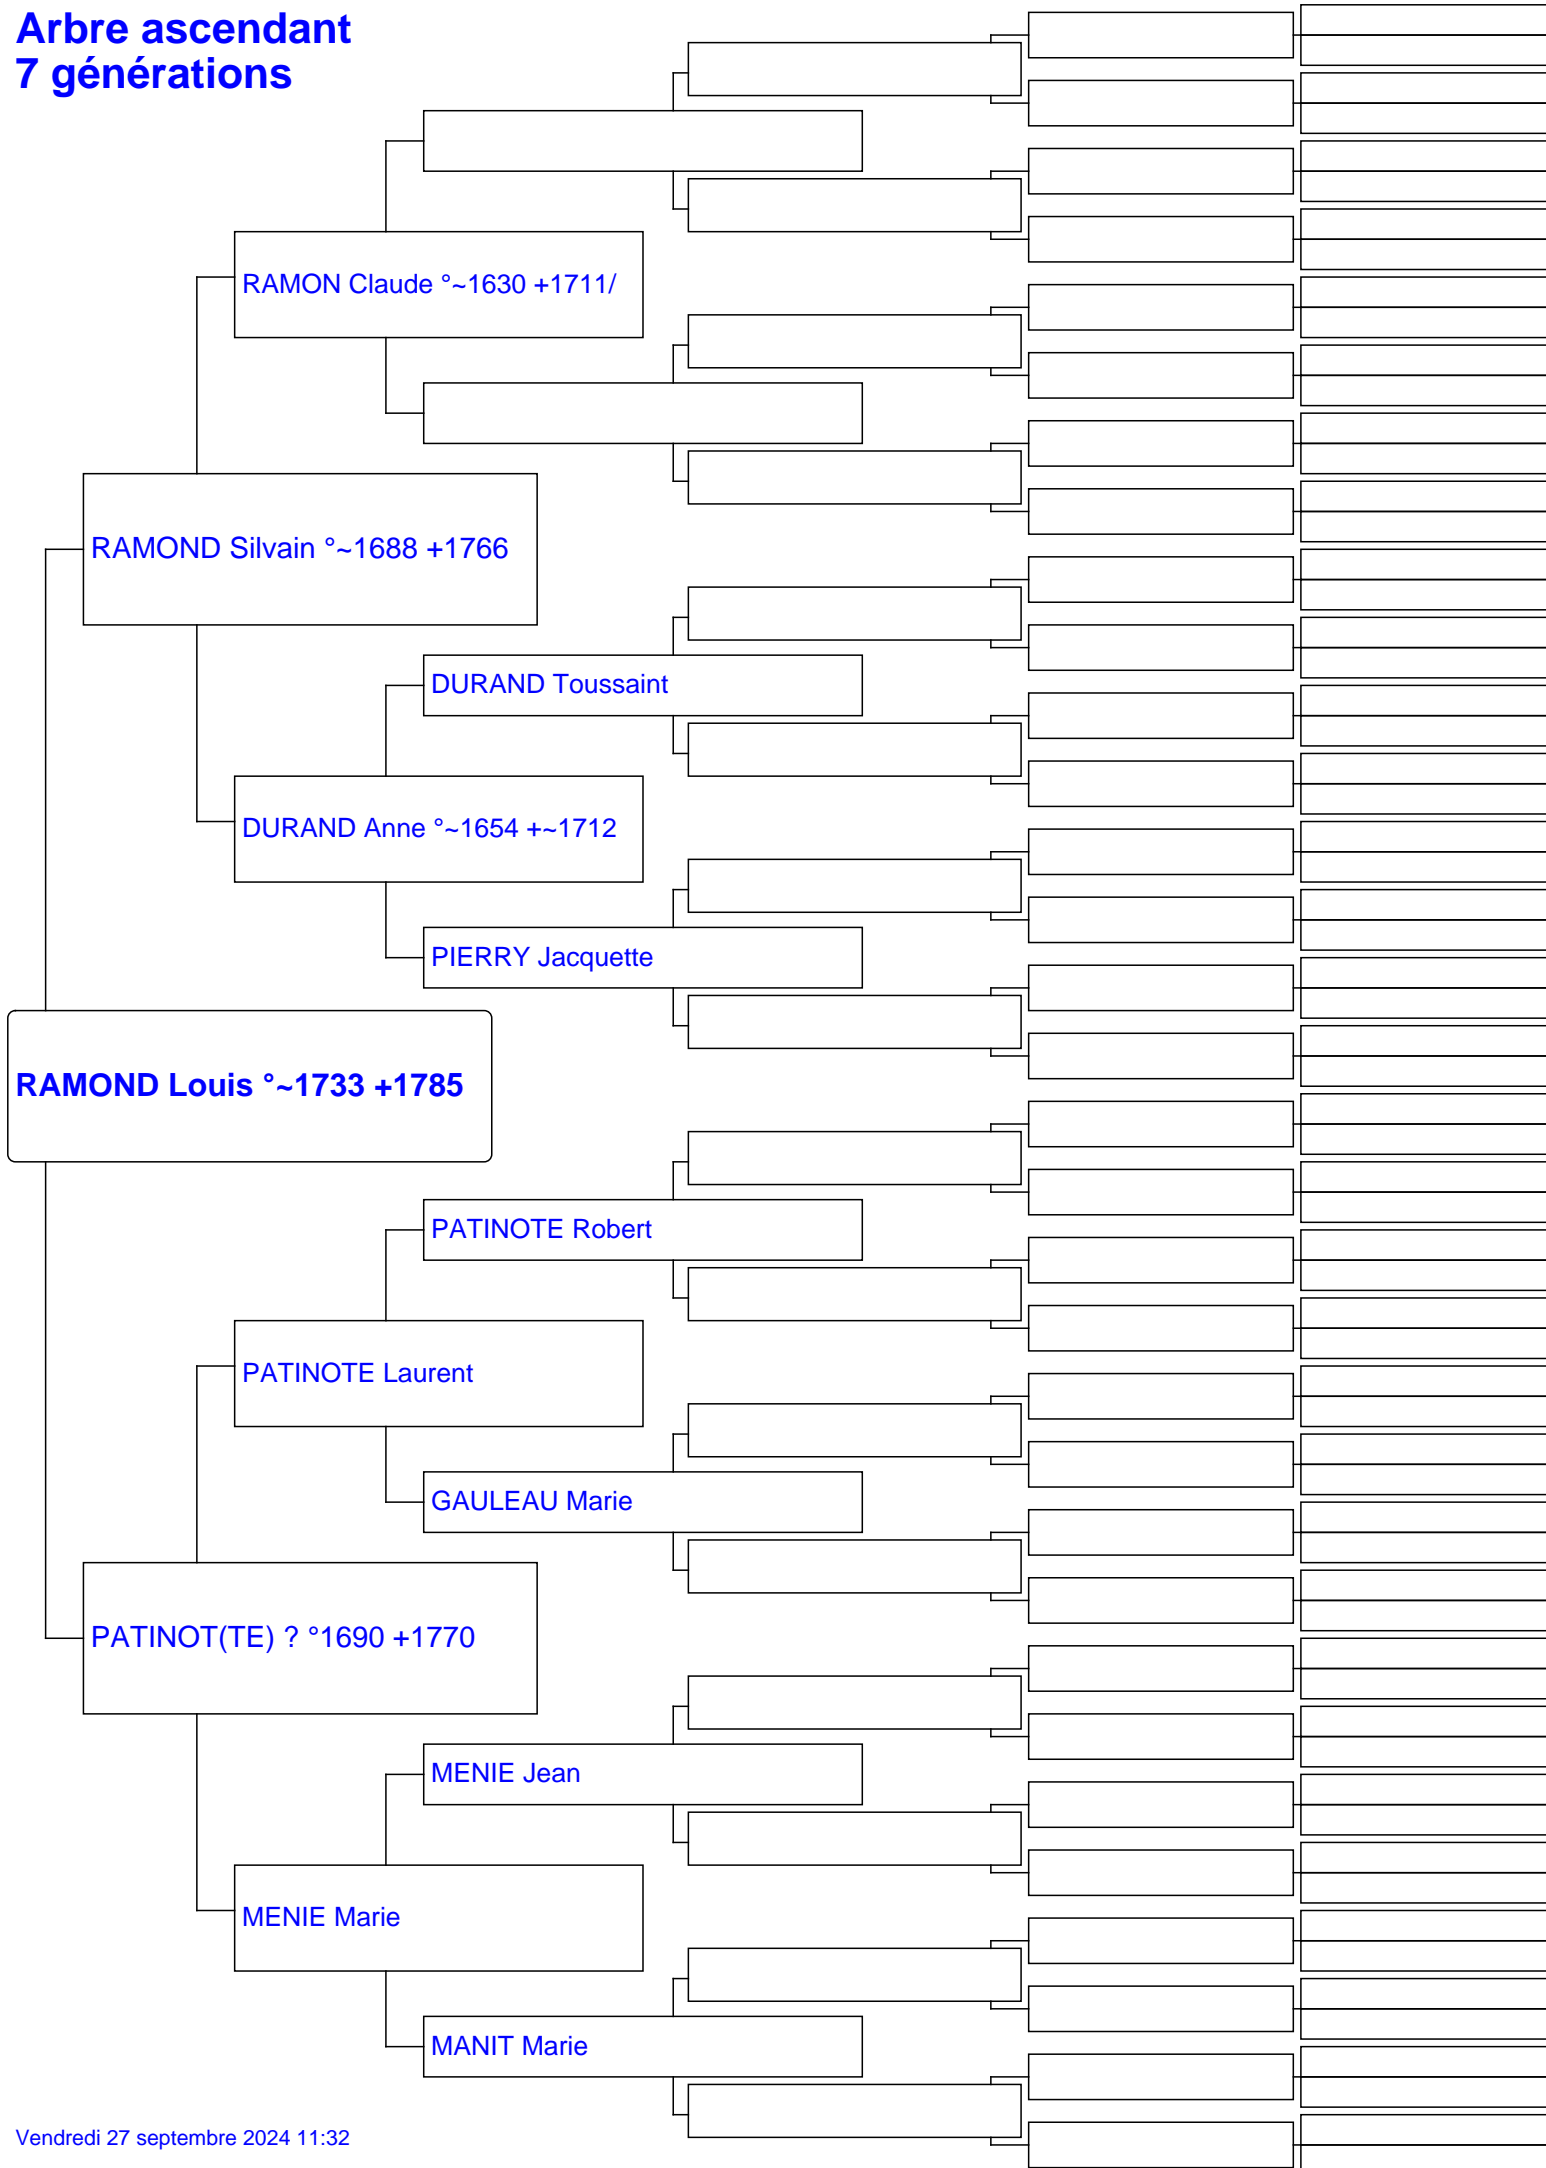 Arbre ascendant
7 générations
RAMON Claude °~1630 +1711/
RAMOND Silvain °~1688 +1766
DURAND Toussaint
DURAND Anne °~1654 +~1712
PIERRY Jacquette
RAMOND Louis °~1733 +1785
PATINOTE Robert
PATINOTE Laurent
GAULEAU Marie
PATINOT(TE) ? °1690 +1770
MENIE Jean
MENIE Marie
MANIT Marie
Vendredi 27 septembre 2024 11:32